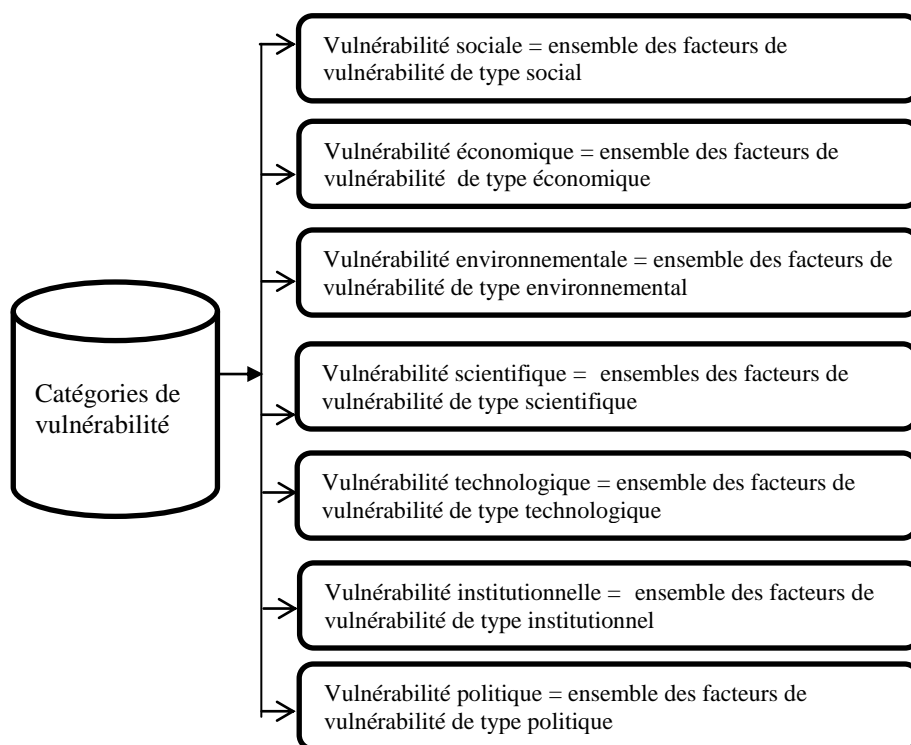 Vulnérabilité sociale = ensemble des facteurs de
vulnérabilité de type social
Vulnérabilité économique = ensemble des facteurs de
vulnérabilité de type économique
Vulnérabilité environnementale = ensemble des facteurs de
vulnérabilité de type environnemental
Catégories de
vulnérabilité
Vulnérabilité scientifique = ensembles des facteurs de
vulnérabilité de type scientifique
Vulnérabilité technologique = ensemble des facteurs de
vulnérabilité de type technologique
Vulnérabilité institutionnelle = ensemble des facteurs de
vulnérabilité de type institutionnel
Vulnérabilité politique = ensemble des facteurs de
vulnérabilité de type politique